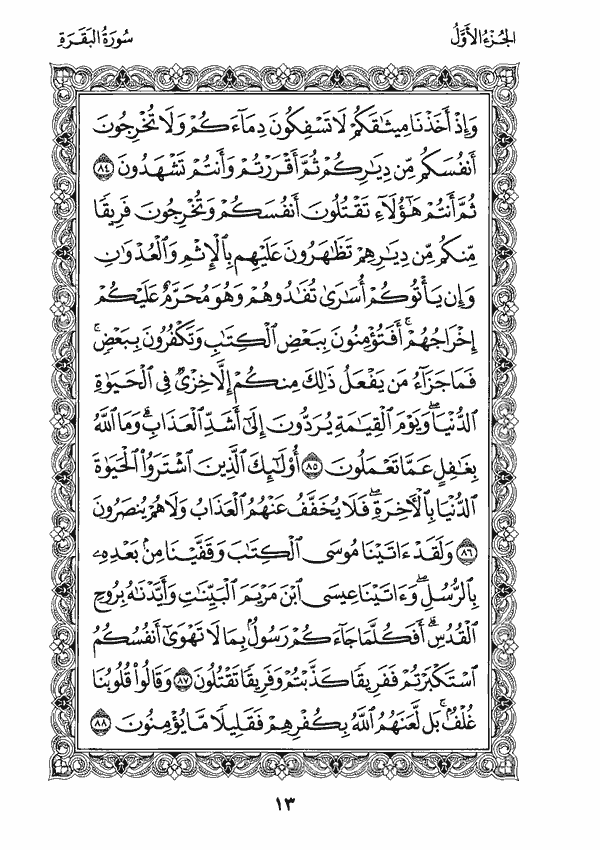 الجُزءُ الأَوَّلُ
سُورَةُ البَقَرَةِ
وَإِذْ أَخَذْنَا مِيثَٰقَكُمْ لَا تَسْفِكُونَ دِمَآءَكُمْ وَلَا تُخْرِجُونَ
أَنفُسَكُم مِّن دِيَٰرِكُمْ ثُمَّ أَقْرَرْتُمْ وَأَنتُمْ تَشْهَدُونَ ٨٤
ثُمَّ أَنتُمْ هَٰٓؤُلَآءِ تَقْتُلُونَ أَنفُسَكُمْ وَتُخْرِجُونَ فَرِيقًا
مِّنكُم مِّن دِيَٰرِهِمْ تَظَٰهَرُونَ عَلَيْهِم بِٱلْإِثْمِ وَٱلْعُدْوَٰنِ
وَإِن يَأْتُوكُمْ أُسَٰرَىٰ تُفَٰدُوهُمْ وَهُوَ مُحَرَّمٌ عَلَيْكُمْ
إِخْرَاجُهُمْ ۚ أَفَتُؤْمِنُونَ بِبَعْضِ ٱلْكِتَٰبِ وَتَكْفُرُونَ بِبَعْضٍ ۚ
فَمَا جَزَآءُ مَن يَفْعَلُ ذَٰلِكَ مِنكُمْ إِلَّا خِزْىٌ فِى ٱلْحَيَوٰةِ
ٱلدُّنْيَا ۖ وَيَوْمَ ٱلْقِيَٰمَةِ يُرَدُّونَ إِلَىٰٓ أَشَدِّ ٱلْعَذَابِ ۗ وَمَا ٱللَّهُ
بِغَٰفِلٍ عَمَّا تَعْمَلُونَ ٨٥ أُو۟لَٰٓئِكَ ٱلَّذِينَ ٱشْتَرَوُا۟ ٱلْحَيَوٰةَ
ٱلدُّنْيَا بِٱلْءَاخِرَةِ ۖ فَلَا يُخَفَّفُ عَنْهُمُ ٱلْعَذَابُ وَلَا هُمْ يُنصَرُونَ
٨٦ وَلَقَدْ ءَاتَيْنَا مُوسَى ٱلْكِتَٰبَ وَقَفَّيْنَا مِنۢ بَعْدِهِۦ
بِٱلرُّسُلِ ۖ وَءَاتَيْنَا عِيسَى ٱبْنَ مَرْيَمَ ٱلْبَيِّنَٰتِ وَأَيَّدْنَٰهُ بِرُوحِ
ٱلْقُدُسِ ۗ أَفَكُلَّمَا جَآءَكُمْ رَسُولٌۢ بِمَا لَا تَهْوَىٰٓ أَنفُسُكُمُ
ٱسْتَكْبَرْتُمْ فَفَرِيقًا كَذَّبْتُمْ وَفَرِيقًا تَقْتُلُونَ ٨٧ وَقَالُوا۟ قُلُوبُنَا
غُلْفٌۢ ۚ بَل لَّعَنَهُمُ ٱللَّهُ بِكُفْرِهِمْ فَقَلِيلًا مَّا يُؤْمِنُونَ ٨٨
١٣